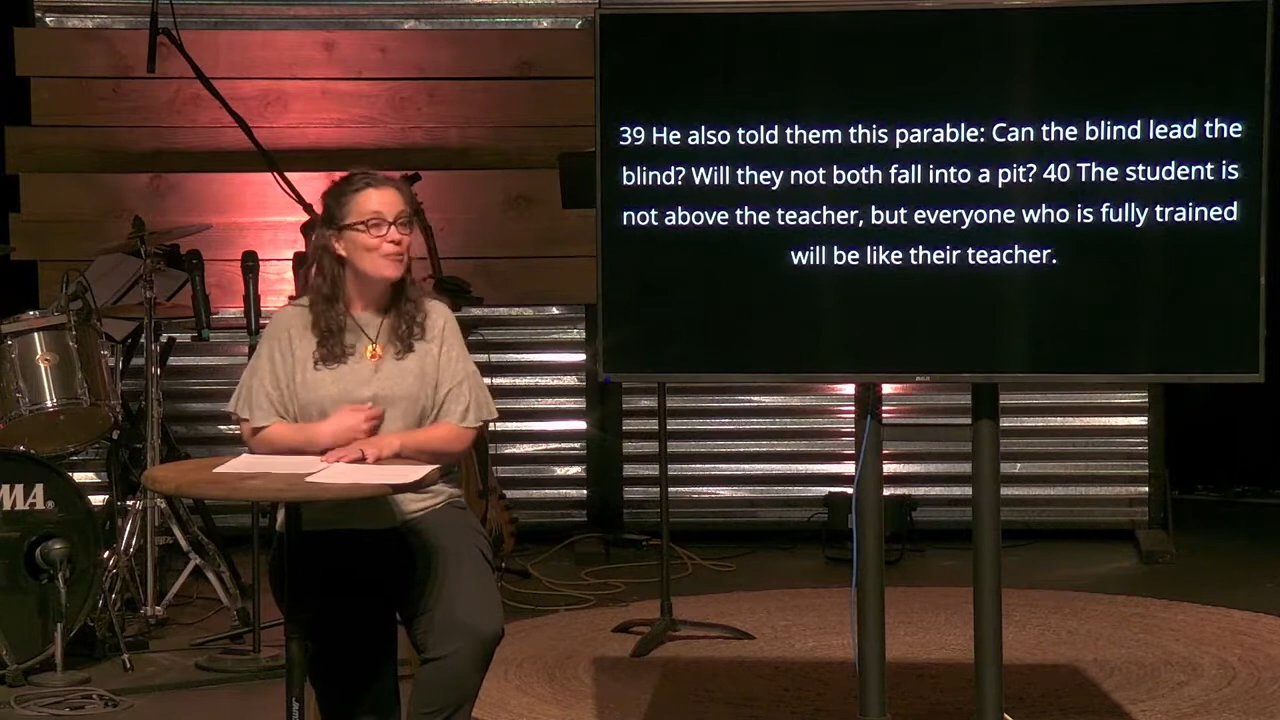 39 He also told them this parable: Can the blind lead the
blind? Will they not both fall into a pit? 40 The student is
not above the teacher, but everyone who is fully trained
will be like their teacher.
RCA
MA®